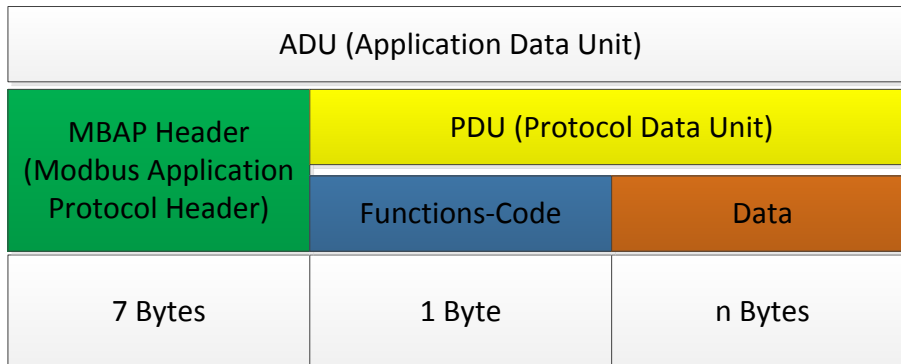 ADU (Application Data Unit)
MBAP Header
(Modbus Application
Protocol Header)
PDU (Protocol Data Unit)
Functions-Code
Data
7 Bytes
1 Byte
n Bytes